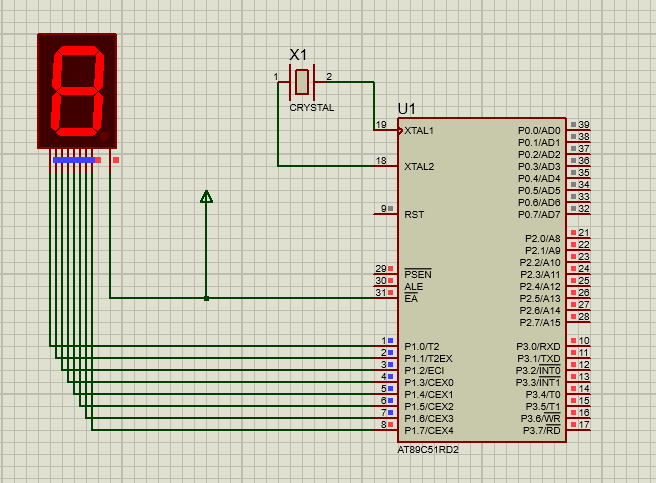 X1
1 2
CRYSTAL
U1
19 XTAL1 P0.0/AD0 39
P0.1/AD1 38
P0.2/AD2 37
18 XTAL2 P0.3/AD3 36
P0.4/AD4 35
P0.5/AD5 34
P0.6/AD6 33
9 RST P0.7/AD7 32
P2.0/A8 21
P2.1/A9 22
P2.2/A10 23
29 PSEN P2.3/A11 24
30 ALE P2.4/A12 25
31 EA P2.5/A13 26
P2.6/A14 27
P2.7/A15 28
1 P1.0/T2 P3.0/RXD 10
2 P1.1/T2EX P3.1/TXD 11
3 P1.2/ECI P3.2/INT0 12
4 P1.3/CEX0 P3.3/INT1 13
5 P1.4/CEX1 P3.4/T0 14
6 P1.5/CEX2 P3.5/T1 15
7 P1.6/CEX3 P3.6/WR 16
8 P1.7/CEX4 P3.7/RD 17
AT89C51RD2